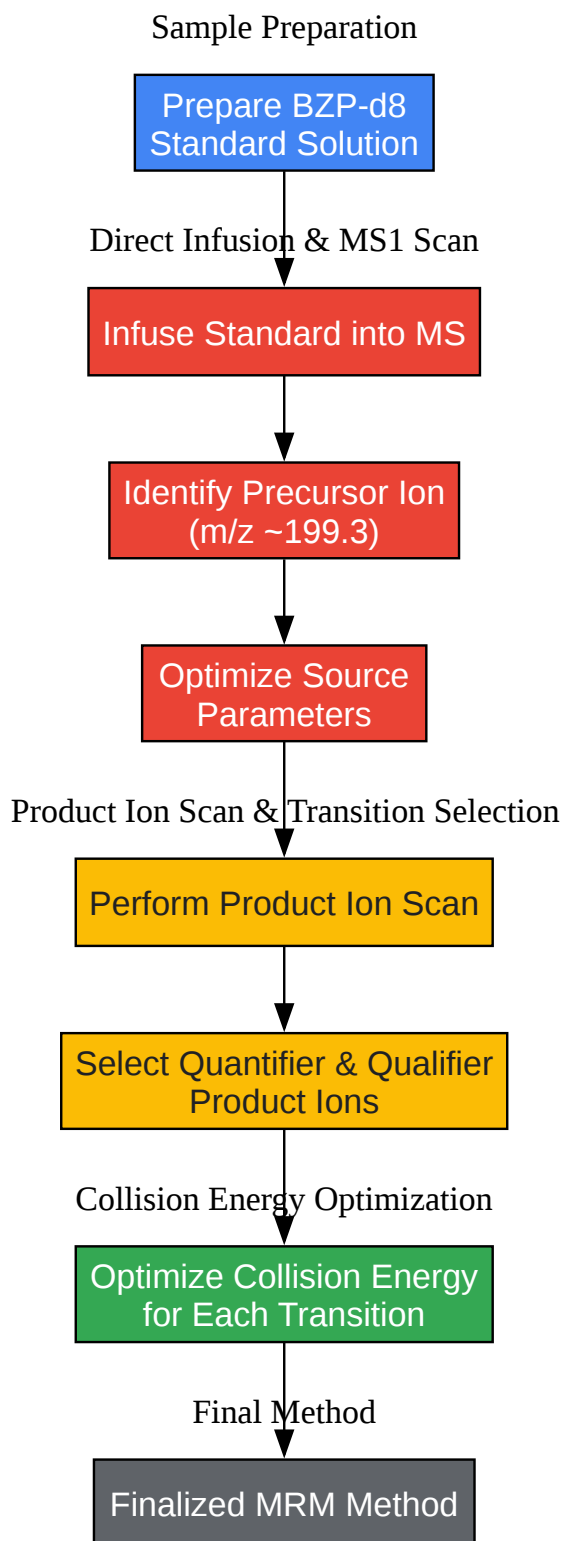 Sample Preparation
Prepare BZP-d8
Standard Solution
Direct Infusion & MS1 Scan
Infuse Standard into MS
Identify Precursor Ion
(m/z ~199.3)
Optimize Source
Parameters
Product Ion Scan & Transition Selection
Perform Product Ion Scan
Select Quantifier & Qualifier
Product Ions
Collision Energy Optimization
Optimize Collision Energy
for Each Transition
Final Method
Finalized MRM Method